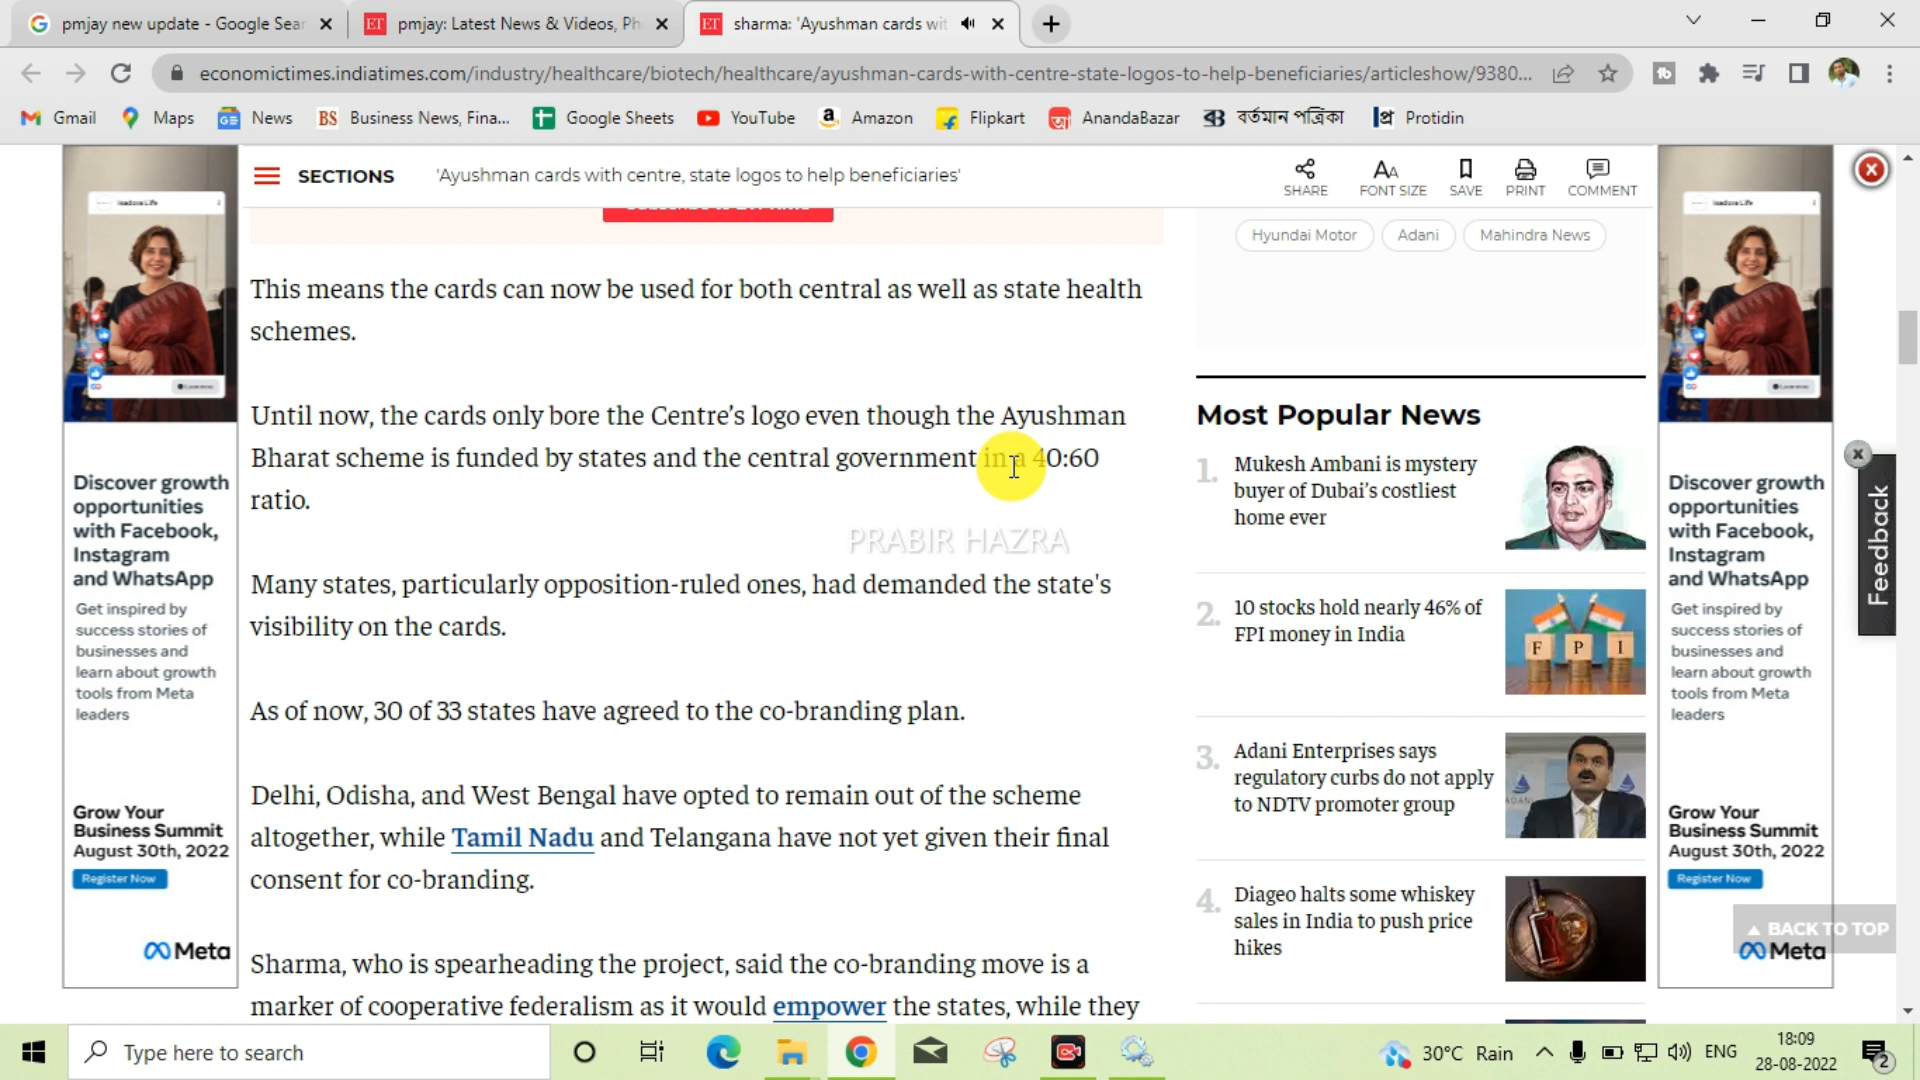 pmjay new update - Google Sear
pmjay: Latest News & Videos, Ph
sharma: 'Ayushman cards wit
economictimes.indiatimes.com/industry/healthcare/biotech/healthcare/ayushman-cards-with-centre-state-logos-to-help-beneficiaries/articleshow/9380...
Gmail
Maps
News
BS Business News, Fina...
Google Sheets
YouTube
Amazon
Flipkart
AnandaBazar
বর্তমান পত্রিকা
Protidin
SECTIONS
'Ayushman cards with centre, state logos to help beneficiaries'
SHARE
FONT SIZE
SAVE
PRINT
COMMENT
This means the cards can now be used for both central as well as state health
schemes.
Until now, the cards only bore the Centre's logo even though the Ayushman
Bharat scheme is funded by states and the central government in a 40:60
ratio.
PRABIR HAZRA
Many states, particularly opposition-ruled ones, had demanded the state's
visibility on the cards.
As of now, 30 of 33 states have agreed to the co-branding plan.
Delhi, Odisha, and West Bengal have opted to remain out of the scheme
altogether, while Tamil Nadu and Telangana have not yet given their final
consent for co-branding.
Sharma, who is spearheading the project, said the co-branding move is a
marker of cooperative federalism as it would empower the states, while they
Hyundai Motor
Adani
Mahindra News
Most Popular News
1. Mukesh Ambani is mystery
buyer of Dubai's costliest
home ever
2. 10 stocks hold nearly 46% of
FPI money in India
F P I
3. Adani Enterprises says
regulatory curbs do not apply
to NDTV promoter group
4. Diageo halts some whiskey
sales in India to push price
hikes
Isadora Life
Discover growth
opportunities
with Facebook,
Instagram
and WhatsApp
Get inspired by
success stories of
businesses and
learn about growth
tools from Meta
leaders
Grow Your
Business Summit
August 30th, 2022
Register Now
Meta
Isadora Life
Discover growth
opportunities
with Facebook,
Instagram
and WhatsApp
Get inspired by
success stories of
businesses and
learn about growth
tools from Meta
leaders
Grow Your
Business Summit
August 30th, 2022
Register Now
Meta
Feedback
BACK TO TOP
Type here to search
30°C Rain
ENG
18:09
28-08-2022
2